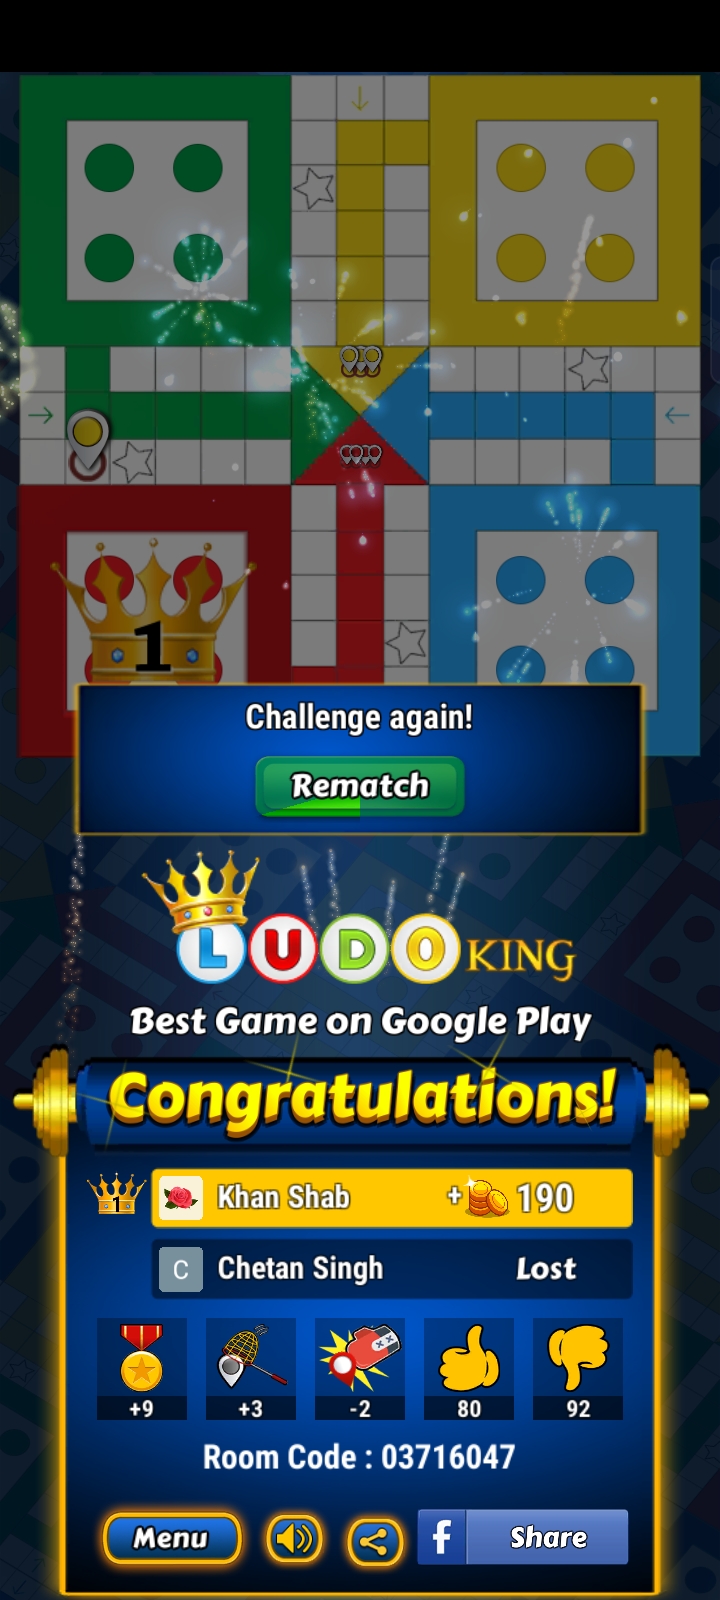 1
Challenge again!
Rematch
LUDO KING
Best Game on Google Play
Congratulations!
1 Khan Shab + 190
C Chetan Singh Lost
+9 +3 -2 80 92
Room Code : 03716047
Menu f Share